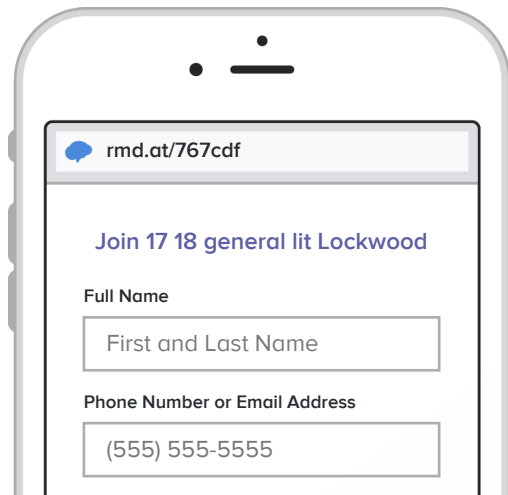 rmd.at/767cdf
Join 17 18 general lit Lockwood
Full Name
First and Last Name
Phone Number or Email Address
(555) 555-5555